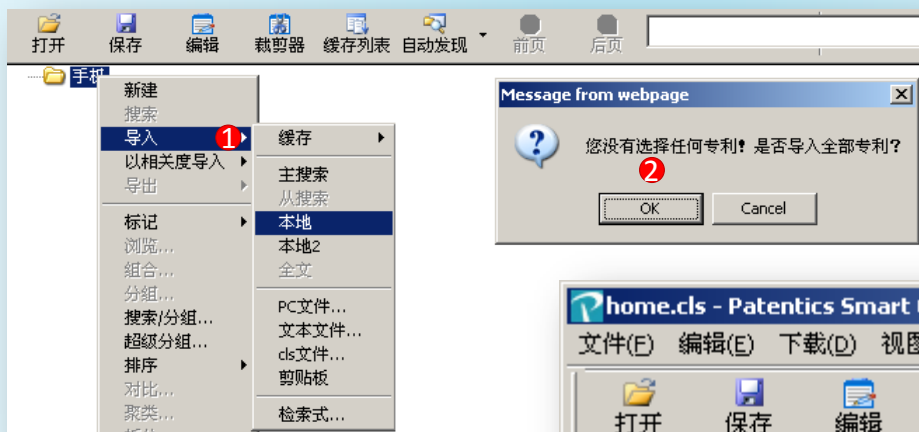 打开 保存 编辑 裁剪器 缓存列表 自动发现 前页 后页
手机
新建
搜索
导入 1
以相关度导入
导出
标记
浏览...
组合...
分组...
搜索/分组...
超级分组...
排序
对比...
聚类...
缓存
主搜索
从搜索
本地
本地2
全文
PC文件...
文本文件...
cls文件...
剪贴板
检索式...
Message from webpage
您没有选择任何专利! 是否导入全部专利?
2
OK Cancel
home.cls - Patentics Smart
文件(F) 编辑(E) 下载(D) 视图
打开 保存 编辑